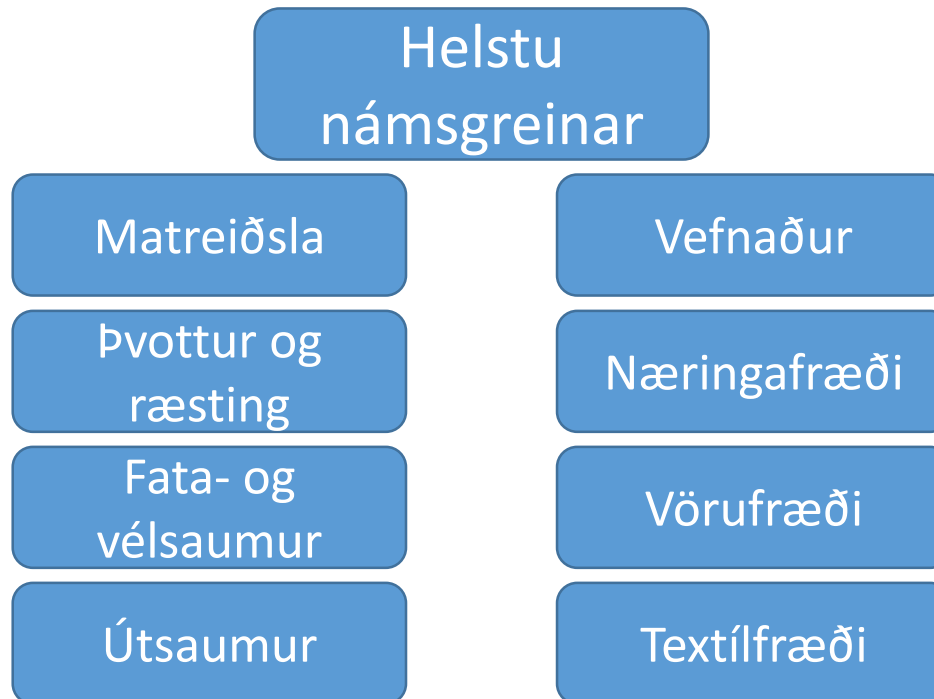 Helstu
námsgreinar
Matreiðsla
Vefnaður
Þvottur og
ræsting
Næringafræði
Fata- og
vélsaumur
Vörufræði
Útsaumur
Textílfræði